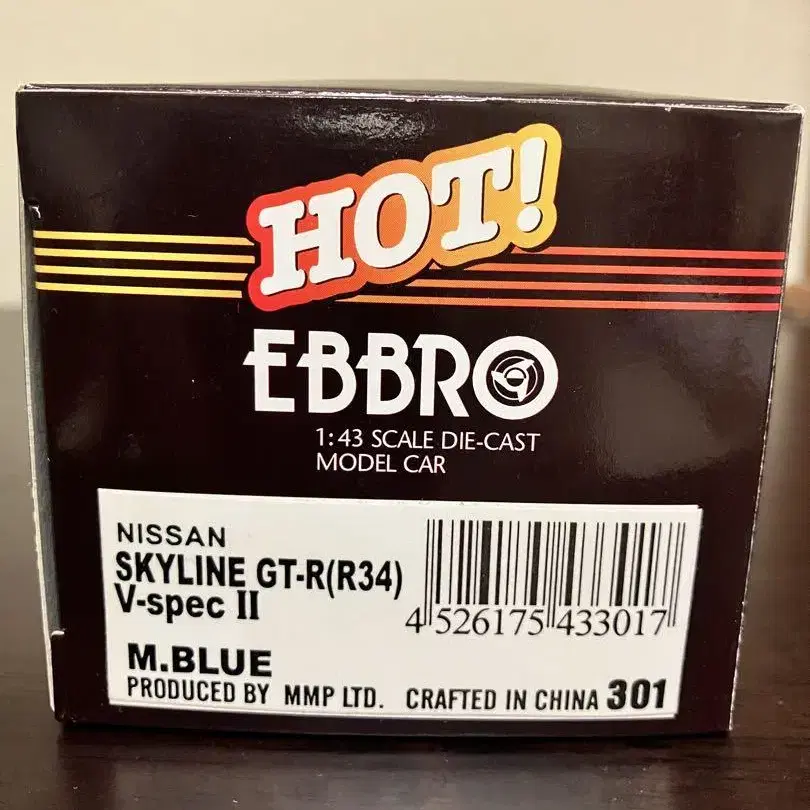 HOT!
EBBRO
1:43 SCALE DIE-CAST
MODEL CAR
NISSAN
SKYLINE GT-R(R34)
V-spec II
4 526175 433017
M.BLUE
PRODUCED BY MMP LTD. CRAFTED IN CHINA 301